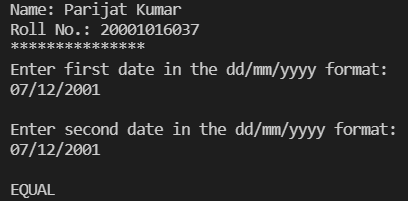 Name: Parijat Kumar
Roll No.: 20001016037
***************
Enter first date in the dd/mm/yyyy format:
07/12/2001
Enter second date in the dd/mm/yyyy format:
07/12/2001
EQUAL